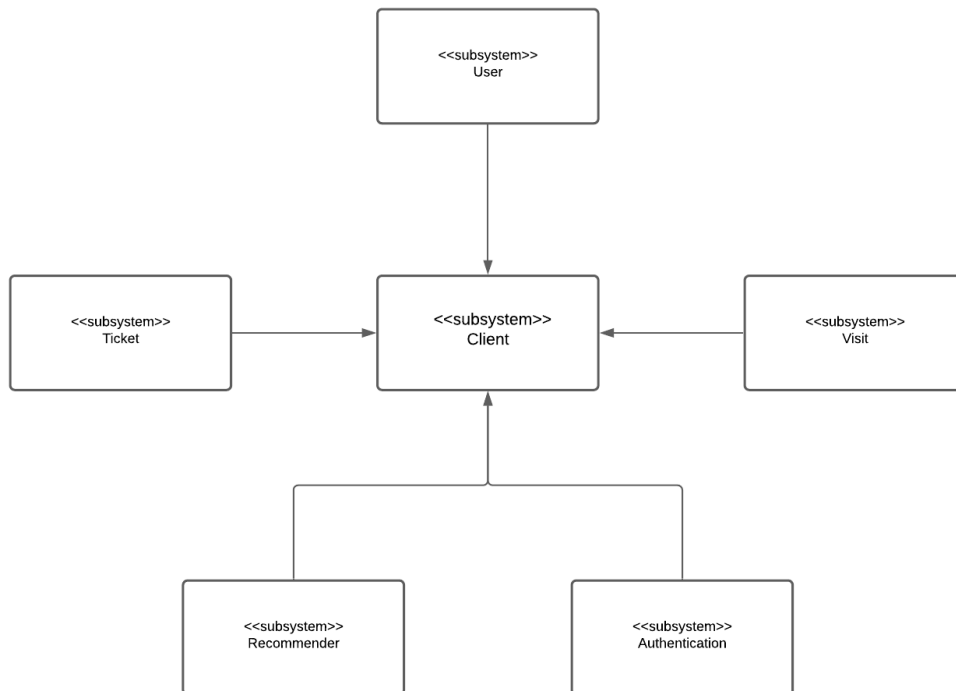 <<subsystem>>
User
<<subsystem>>
Ticket
<<subsystem>>
Client
<<subsystem>>
Visit
<<subsystem>>
Recommender
<<subsystem>>
Authentication